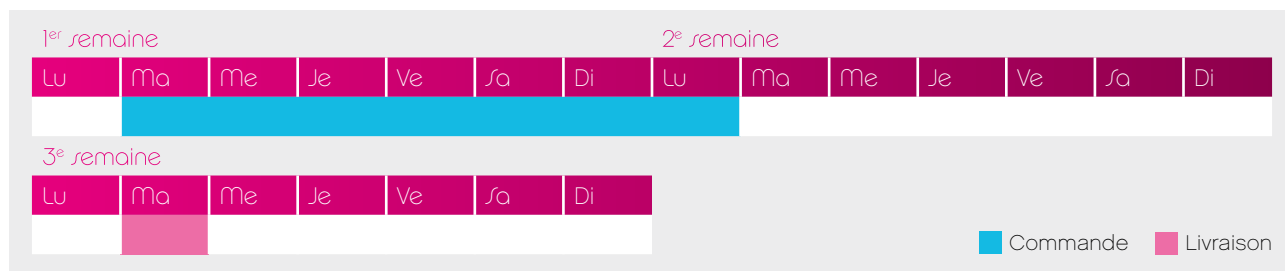 1er semaine 2e semaine
Lu Ma Me Je Ve Sa Di Lu Ma Me Je Ve Sa Di
3e semaine
Lu Ma Me Je Ve Sa Di
Commande Livraison